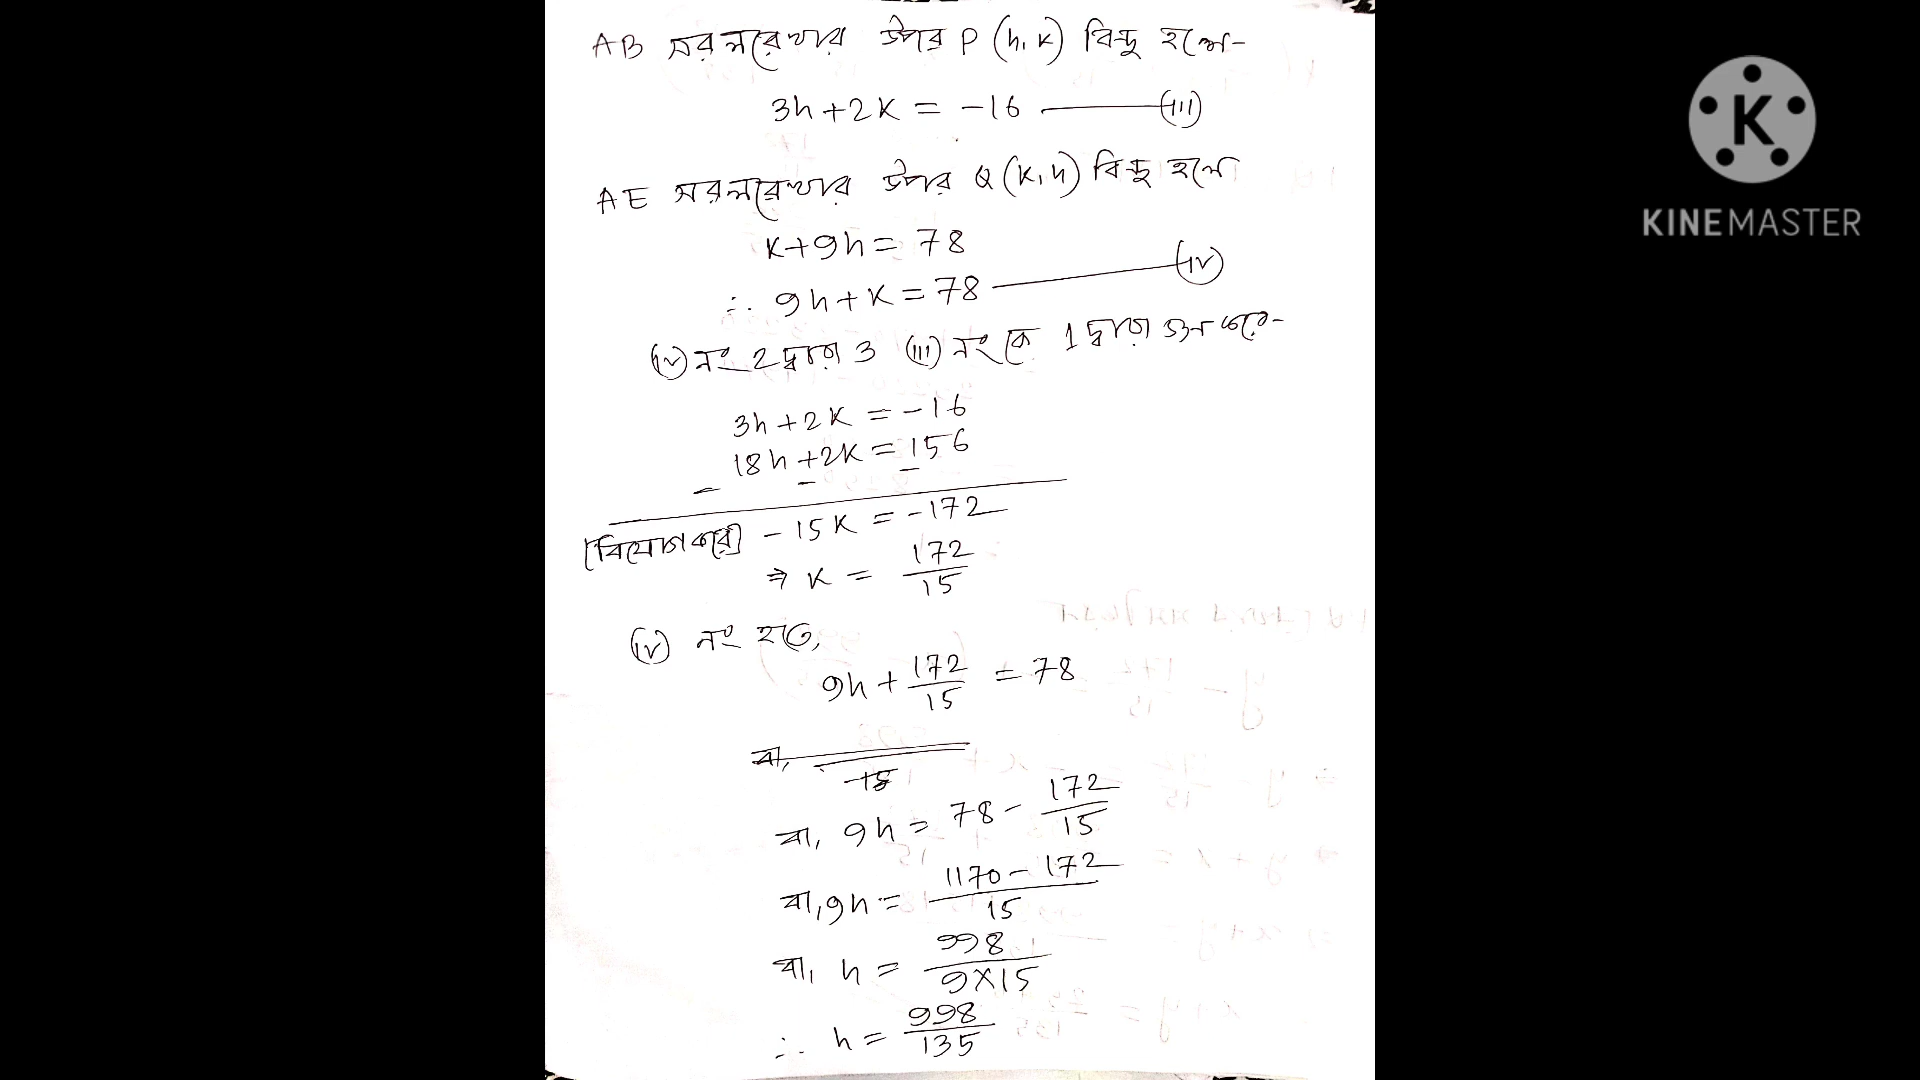 AB সরলরেখার উপর P (h, k) বিন্দু হলে-
3h + 2k = -16 (iii)
AE সরলরেখার উপর Q (k, h) বিন্দু হলে
k + 9h = 78
∴ 9h + k = 78 (iv)
(iv) নং 2 দ্বারা ও (iii) নং কে 1 দ্বারা গুন করে-
3h + 2k = -16
18h + 2k = 156
- - -
[বিয়োগ করে] - 15k = -172
⇒ k = 172/15
(iv) নং হতে,
9h + 172/15 = 78
বা, 15
বা, 9h = 78 - 172/15
বা, 9h = 1170 - 172/15
বা, h = 998/9×15
∴ h = 998/135
K
KINEMASTER